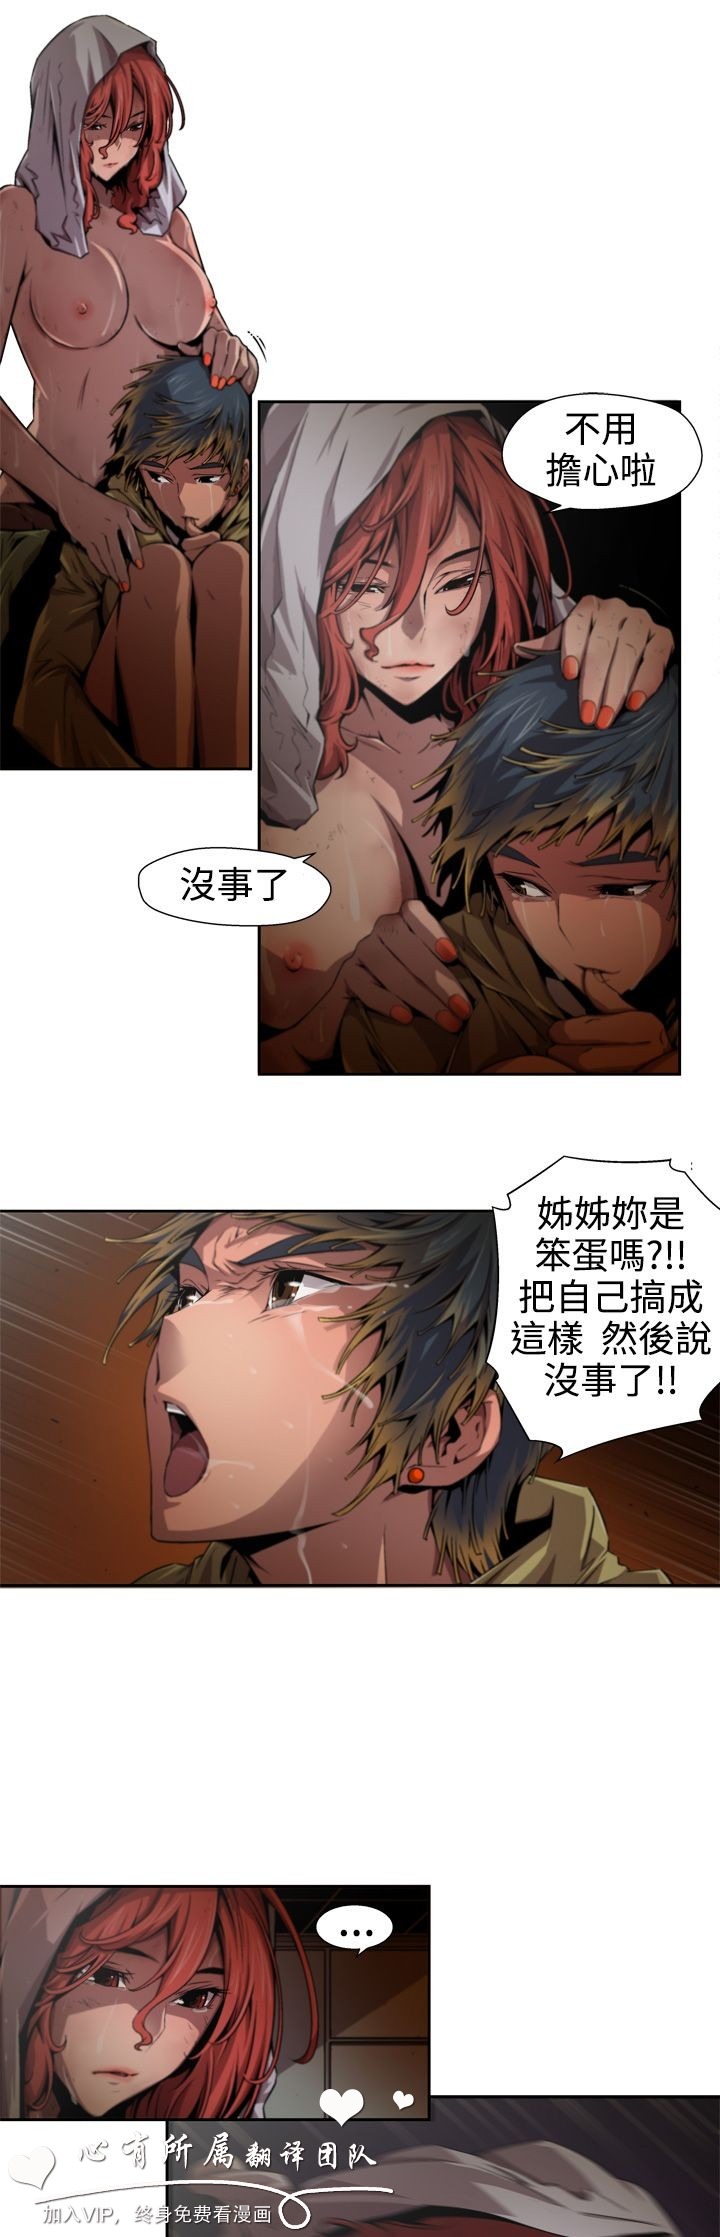 不用
擔心啦
沒事了
姊姊妳是
笨蛋嗎?!!
把自己搞成
這樣 然後說
沒事了!!
...
心有所属翻译团队
加入VIP，终身免费看漫画